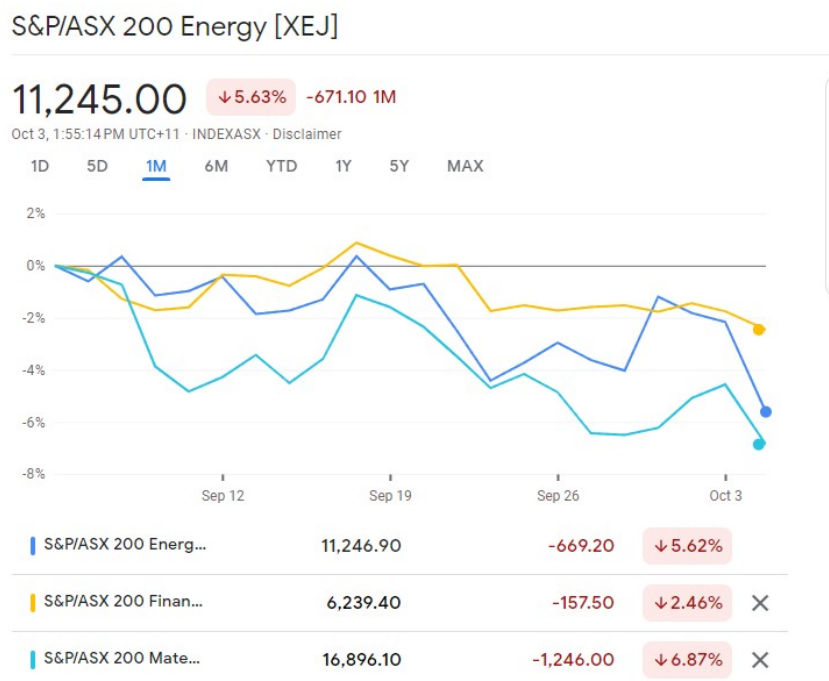 S&P/ASX 200 Energy [XEJ]
11,245.00 ↓5.63% -671.10 1M
Oct 3, 1:55:14 PM UTC+11 · INDEXASX · Disclaimer
1D 5D 1M 6M YTD 1Y 5Y MAX
2%
0%
-2%
-4%
-6%
-8%
Sep 12 Sep 19 Sep 26 Oct 3
S&P/ASX 200 Energ... 11,246.90 -669.20 ↓5.62%
S&P/ASX 200 Finan... 6,239.40 -157.50 ↓2.46%
S&P/ASX 200 Mate... 16,896.10 -1,246.00 ↓6.87%